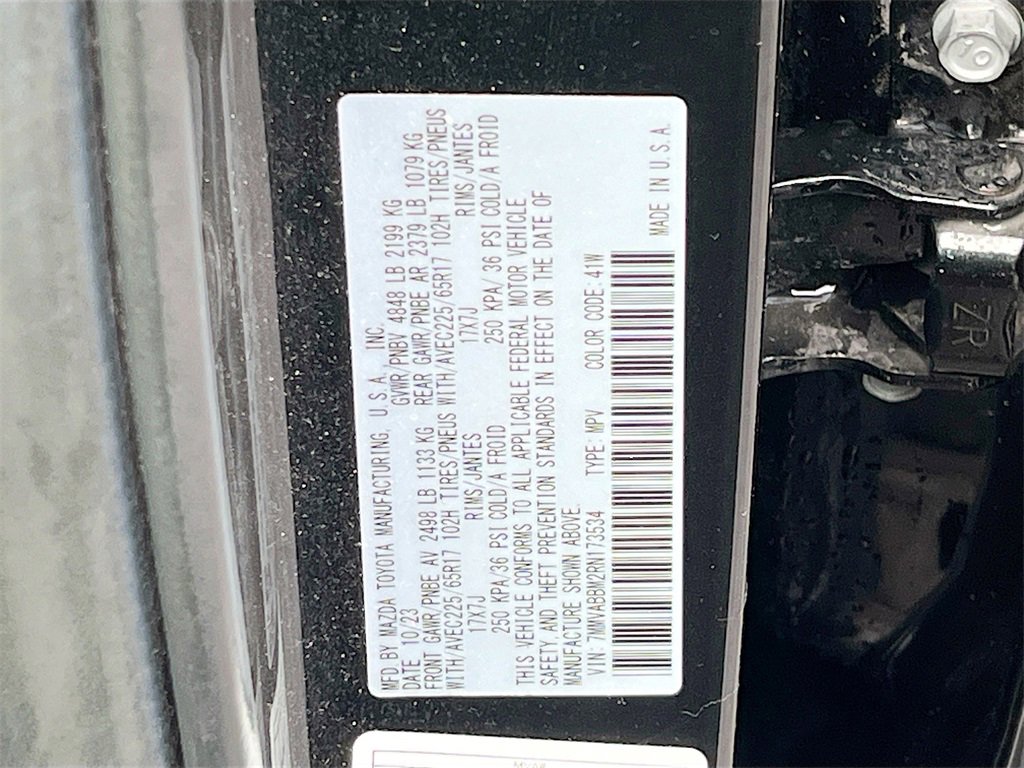 MFD BY MAZDA TOYOTA MANUFACTURING, U.S.A. INC.
DATE 10/23 GVWR/PNBV 4848 LB 2199 KG
FRONT GAWR/PNBE AV 2498 LB 1133 KG REAR GAWR/PNBE AR 2379 LB 1079 KG
WITH/AVEC225/65R17 102H TIRES/PNEUS WITH/AVEC225/65R17 102H TIRES/PNEUS
17X7J RIMS/JANTES 17X7J RIMS/JANTES
250 KPA/36 PSI COLD/A FROID 250 KPA/36 PSI COLD/A FROID
THIS VEHICLE CONFORMS TO ALL APPLICABLE FEDERAL MOTOR VEHICLE
SAFETY AND THEFT PREVENTION STANDARDS IN EFFECT ON THE DATE OF
MANUFACTURE SHOWN ABOVE.
VIN: 7MMVABBM2RN173534 TYPE: MPV COLOR CODE: 41W
MADE IN U.S.A.
ZR